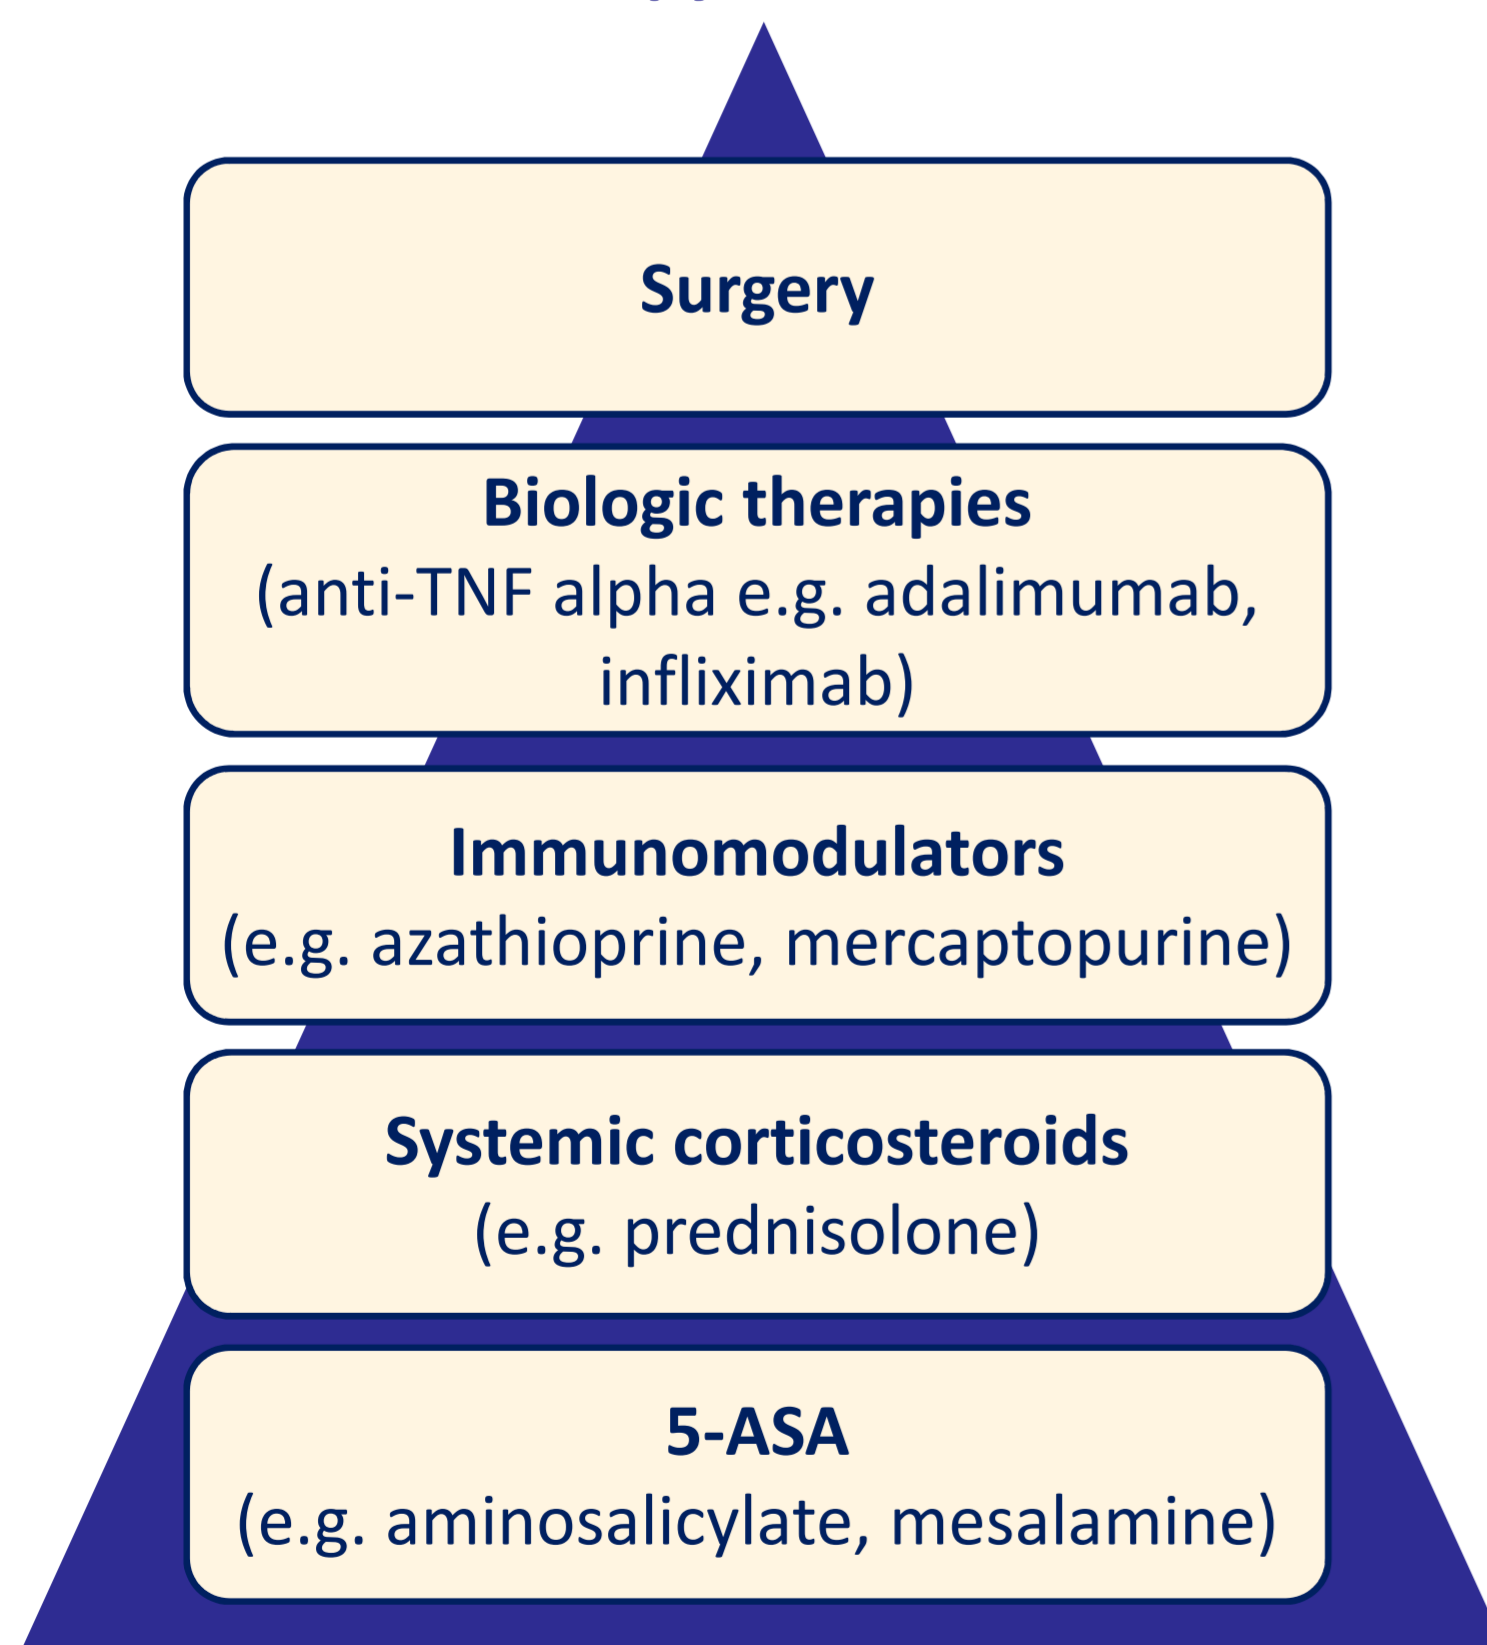 Surgery
Biologic therapies
(anti-TNF alpha e.g. adalimumab,
infliximab)
Immunomodulators
(e.g. azathioprine, mercaptopurine)
Systemic corticosteroids
(e.g. prednisolone)
5-ASA
(e.g. aminosalicylate, mesalamine)